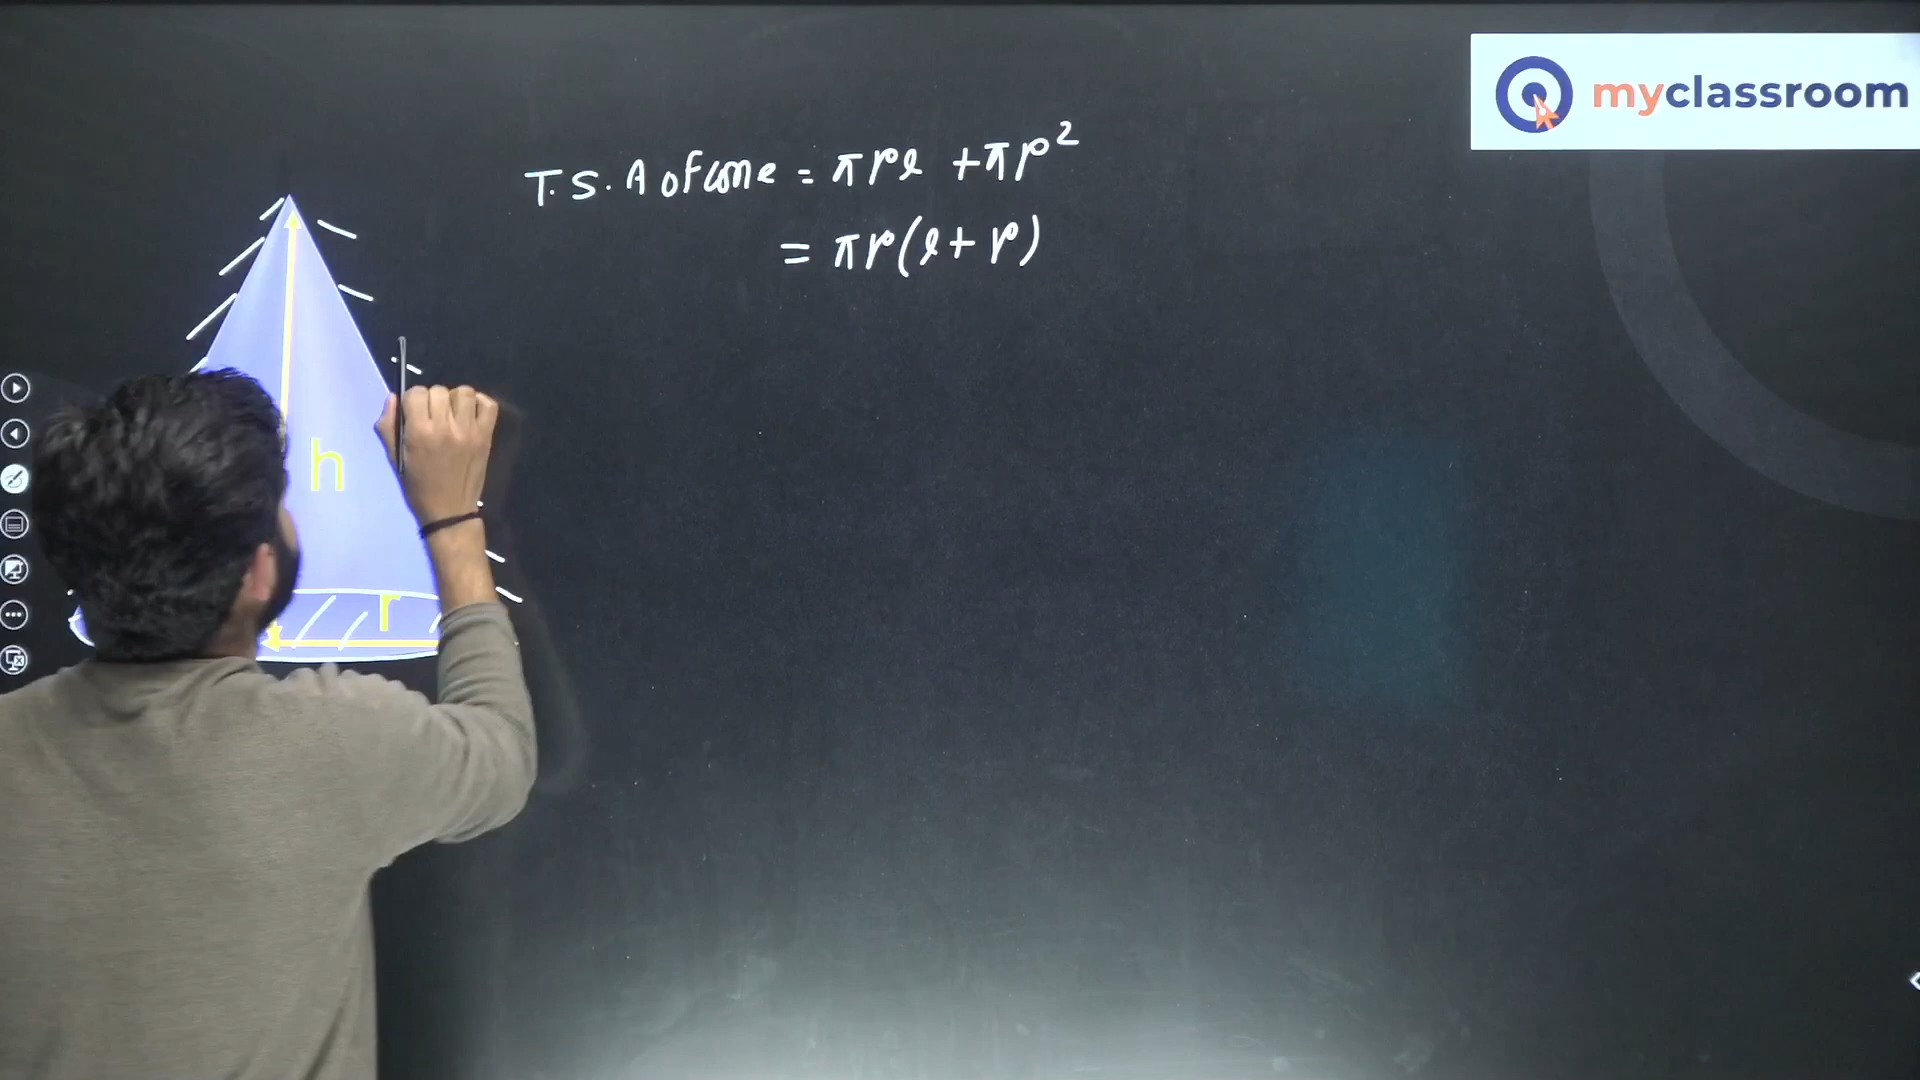 myclassroom
T.S.A of cone = πrl + πr²
= πr(l + r)
h
r